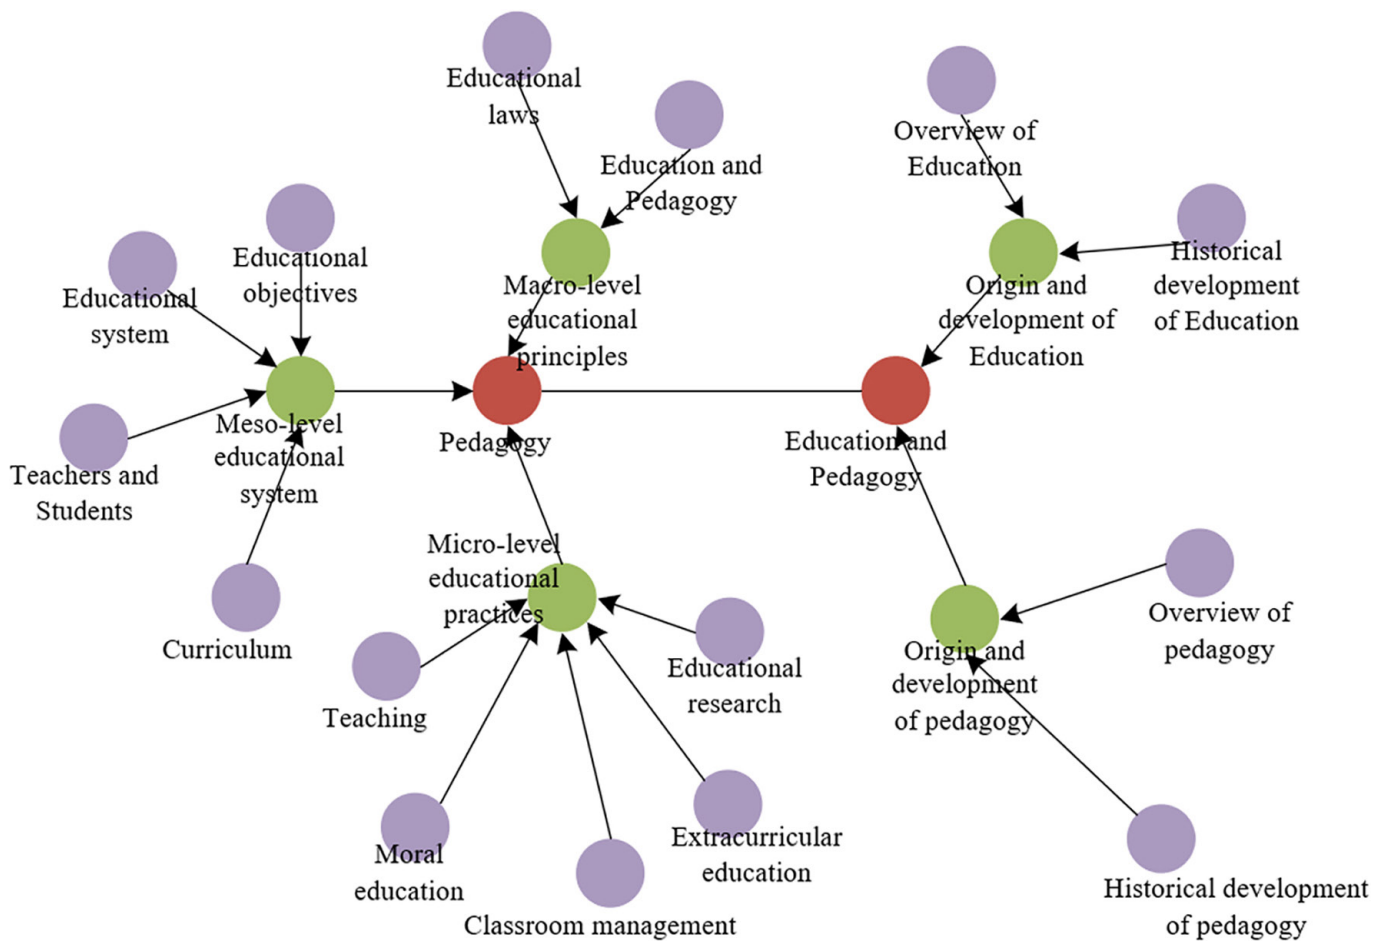 Educational
laws
Education and
Pedagogy
Overview of
Education
Historical
development
of Education
Educational
objectives
Educational
system
Macro-level
educational
principles
Origin and
development of
Education
Meso-level
educational
system
Pedagogy
Education and
Pedagogy
Teachers and
Students
Curriculum
Micro-level
educational
practices
Teaching
Educational
research
Moral
education
Classroom management
Extracurricular
education
Origin and
development
of pedagogy
Overview of
pedagogy
Historical development
of pedagogy